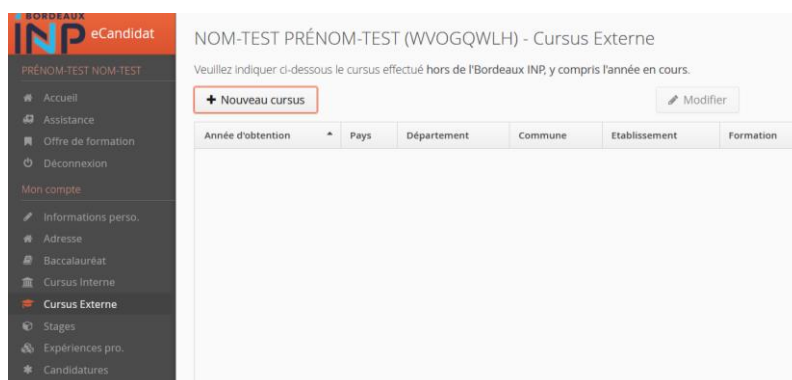 BORDEAUX
INP eCandidat
PRÉNOM-TEST NOM-TEST
Accueil
Assistance
Offre de formation
Déconnexion
Mon compte
Informations perso.
Adresse
Baccalauréat
Cursus Interne
Cursus Externe
Stages
Expériences pro.
Candidatures
NOM-TEST PRÉNOM-TEST (WVOGQWLH) - Cursus Externe
Veuillez indiquer ci-dessous le cursus effectué hors de l'Bordeaux INP, y compris l'année en cours.
+ Nouveau cursus
Modifier
Année d'obtention Pays Département Commune Etablissement Formation